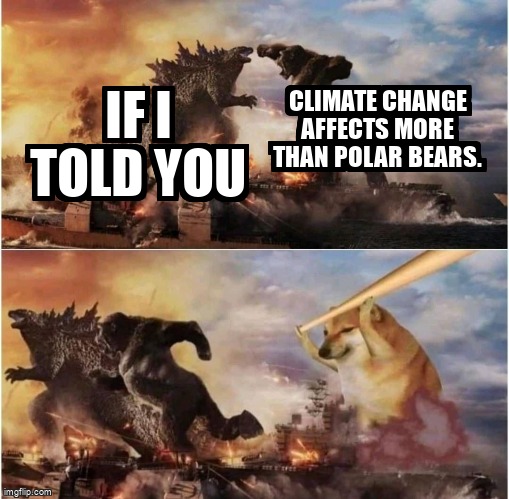 IF I
TOLD YOU
CLIMATE CHANGE
AFFECTS MORE
THAN POLAR BEARS.
imgflip.com